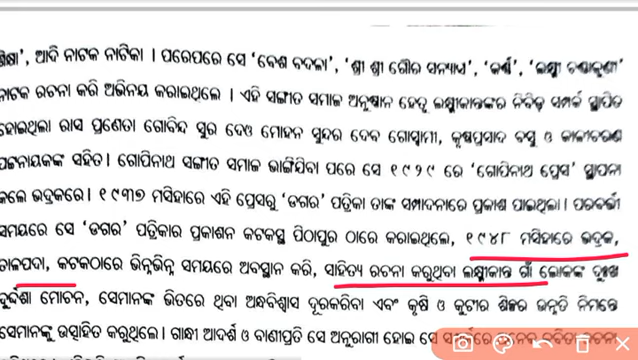 ଶିକ୍ଷା', ଆଦି ନାଟକ ନାଟିକା । ପରେପରେ ସେ 'ବେଶ ବଦଳା', 'ଶ୍ରୀ ଶ୍ରୀ ଗୌର ସନ୍ୟାସ', 'କର୍ଣ୍ଣ', 'ଲକ୍ଷ୍ମୀ ଚଣ୍ଡାଳୁଣୀ'
ନାଟକ ରଚନା କରି ଅଭିନୟ କରାଇଥିଲେ । ଏହି ସଙ୍ଗୀତ ସମାଜ ଅନୁଷ୍ଠାନ ହେତୁ ଲକ୍ଷ୍ମୀକାନ୍ତଙ୍କର ନିବିଡ଼ ସମ୍ପର୍କ ସ୍ଥାପିତ
ହୋଇଥିଲା ରାସ ପ୍ରଣେତା ଗୋବିନ୍ଦ ସୁର ଦେଓ ମୋହନ ସୁନ୍ଦର ଦେବ ଗୋସ୍ୱାମୀ, କୃଷ୍ଣପ୍ରସାଦ ବସୁ ଓ କାଳୀଚରଣ
ପଟ୍ଟନାୟକଙ୍କ ସହିତ। ଗୋପିନାଥ ସଙ୍ଗୀତ ସମାଜ ଭାଙ୍ଗିଯିବା ପରେ ସେ ୧୯୨୯ ରେ 'ଗୋପିନାଥ ପ୍ରେସ' ସ୍ଥାପନା
କଲେ ଭଦ୍ରକରେ। ୧୯୩୭ ମସିହାରେ ଏହି ପ୍ରେସରୁ 'ଡଗର' ପତ୍ରିକା ତାଙ୍କ ସମ୍ପାଦନାରେ ପ୍ରକାଶ ପାଇଥିଲା। ପରବର୍ତ୍ତୀ
ସମୟରେ ସେ 'ଡଗର' ପତ୍ରିକାର ପ୍ରକାଶନ କଟକସ୍ଥ ପିଠାପୁର ଠାରେ କରାଇଥିଲେ, ୧୯୪୮ ମସିହାରେ ଭଦ୍ରକ,
ତାଳପଦା, କଟକଠାରେ ଭିନ୍ନଭିନ୍ନ ସମୟରେ ଅବସ୍ଥାନ କରି, ସାହିତ୍ୟ ରଚନା କରୁଥିବା ଲକ୍ଷ୍ମୀକାନ୍ତ ଗାଁ ଲୋକଙ୍କ ଦୁଃଖ
ଦୁର୍ଦ୍ଦଶା ମୋଚନ, ସେମାନଙ୍କ ଭିତରେ ଥିବା ଅନ୍ଧବିଶ୍ୱାସ ଦୂରକରିବା ଏବଂ କୃଷି ଓ କୁଟୀର ଶିଳ୍ପର ଉନ୍ନତି ନିମନ୍ତେ
ସେମାନଙ୍କୁ ଉତ୍ସାହିତ କରୁଥିଲେ। ଗାନ୍ଧୀ ଆଦର୍ଶ ଓ ବାଣୀପ୍ରତି ସେ ଅନୁରାଗୀ ହୋଇ ସେ